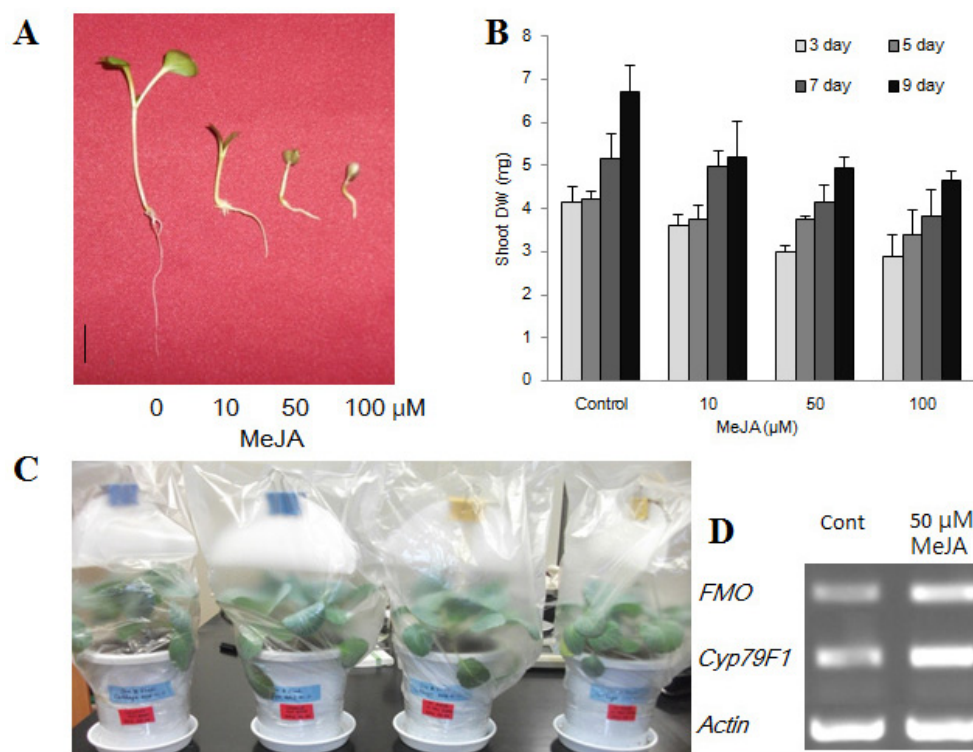 A
0 10 50 100 μM
MeJA
B
8
7
6
5
4
3
2
1
0
Shoot DW (mg)
3 day 5 day
7 day 9 day
Control 10 50 100
MeJA (μM)
C
D
Cont 50 μM
MeJA
FMO
Cyp79F1
Actin